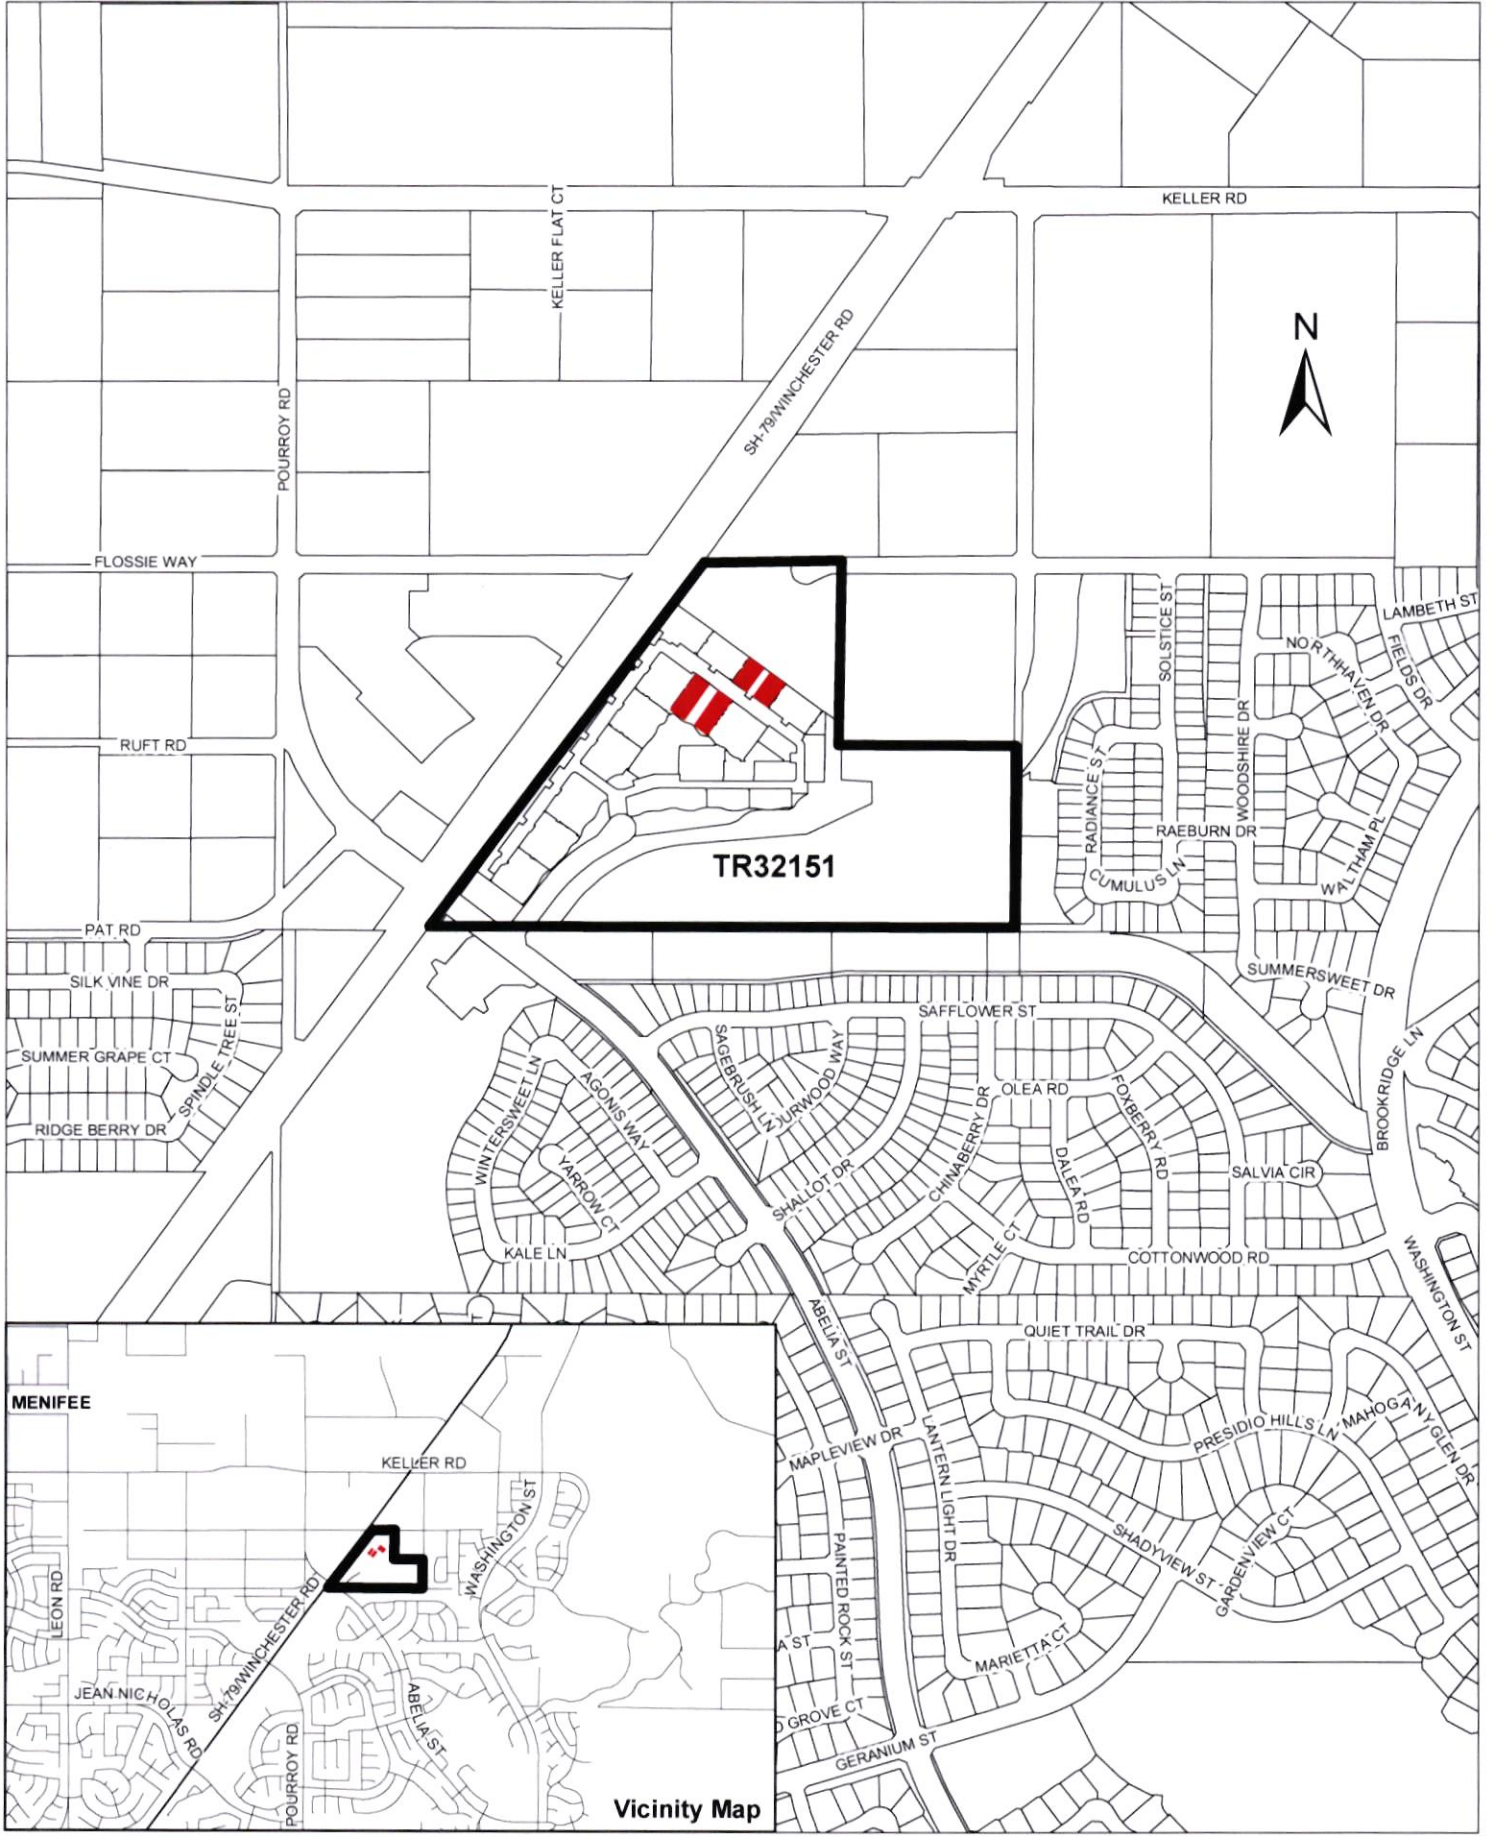 KELLER RD
KELLER FLAT CT
N
SH-79/WINCHESTER RD
POURROY RD
FLOSSIE WAY
LAMBETH ST
SOLSTICE ST
NORTHHAVEN DR
FIELDS DR
WOODSHIRE DR
RUFT RD
RADIANCE ST
RAEBURN DR
WALTHAM PL
TR32151
CUMULUS LN
PAT RD
SILK VINE DR
SUMMERSWEET DR
SPINDLE TREE ST
SAFFLOWER ST
SUMMER GRAPE CT
SAGEBRUSH LN
OURWOOD WAY
BROOKRIDGE LN
AGONIS WAY
WINTERSWEET LN
OLEA RD
FOXBERRY RD
CHINABERRY DR
RIDGE BERRY DR
YARROW CT
SHALLOT DR
DALEA RD
SALVIA CIR
KALE LN
MYRTLE CT
COTTONWOOD RD
WASHINGTON ST
ABELIA ST
QUIET TRAIL DR
MAPLEVIEW DR
LANTERN LIGHT DR
PRESIDIO HILLS LN
MAHOGANY GLEN DR
SHADYVIEW ST
GARDENVIEW CT
PAINTED ROCK ST
A ST
MARIETTA CT
GROVE CT
GERANIUM ST
MENIFEE
KELLER RD
WASHINGTON ST
LEON RD
SH-79/WINCHESTER RD
JEAN NICHOLAS RD
ABELIA ST
POURROY RD
Vicinity Map